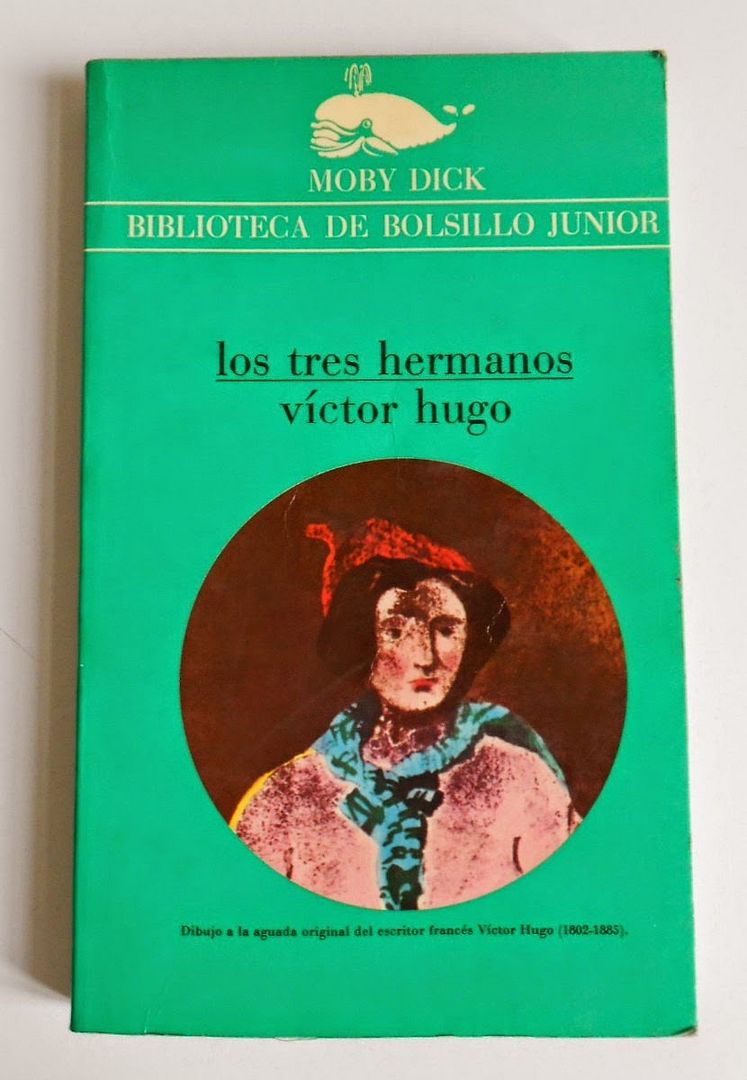 MOBY DICK
BIBLIOTECA DE BOLSILLO JUNIOR
los tres hermanos
víctor hugo
Dibujo a la aguada original del escritor francés Víctor Hugo (1802-1885).